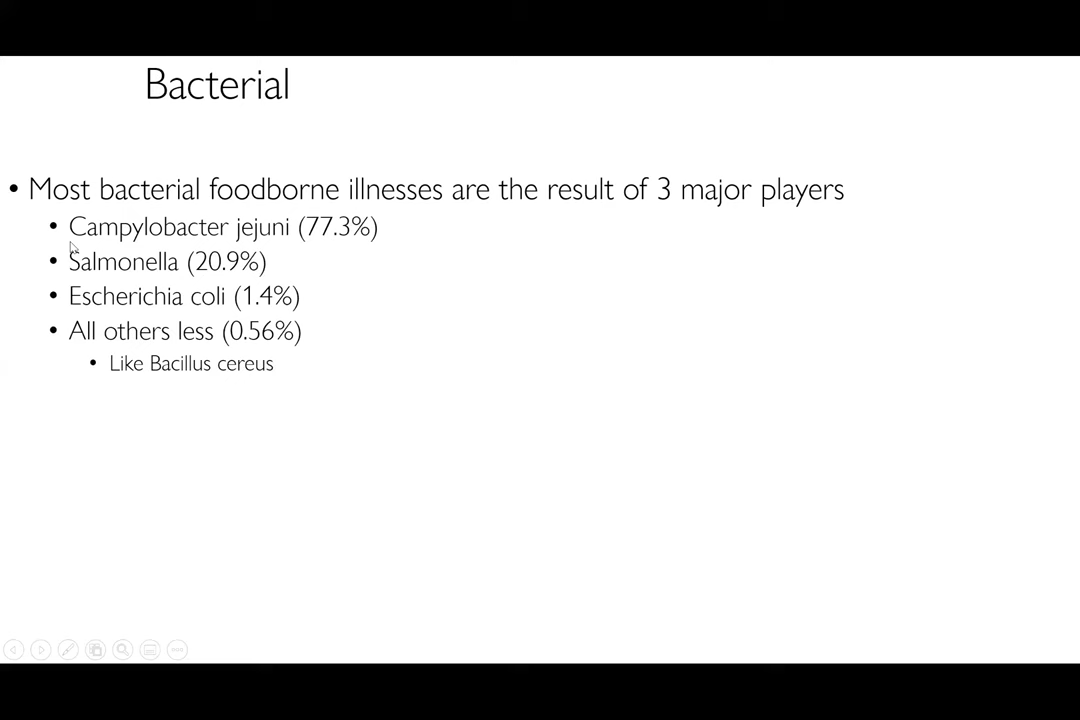 Bacterial
• Most bacterial foodborne illnesses are the result of 3 major players
• Campylobacter jejuni (77.3%)
• Salmonella (20.9%)
• Escherichia coli (1.4%)
• All others less (0.56%)
• Like Bacillus cereus